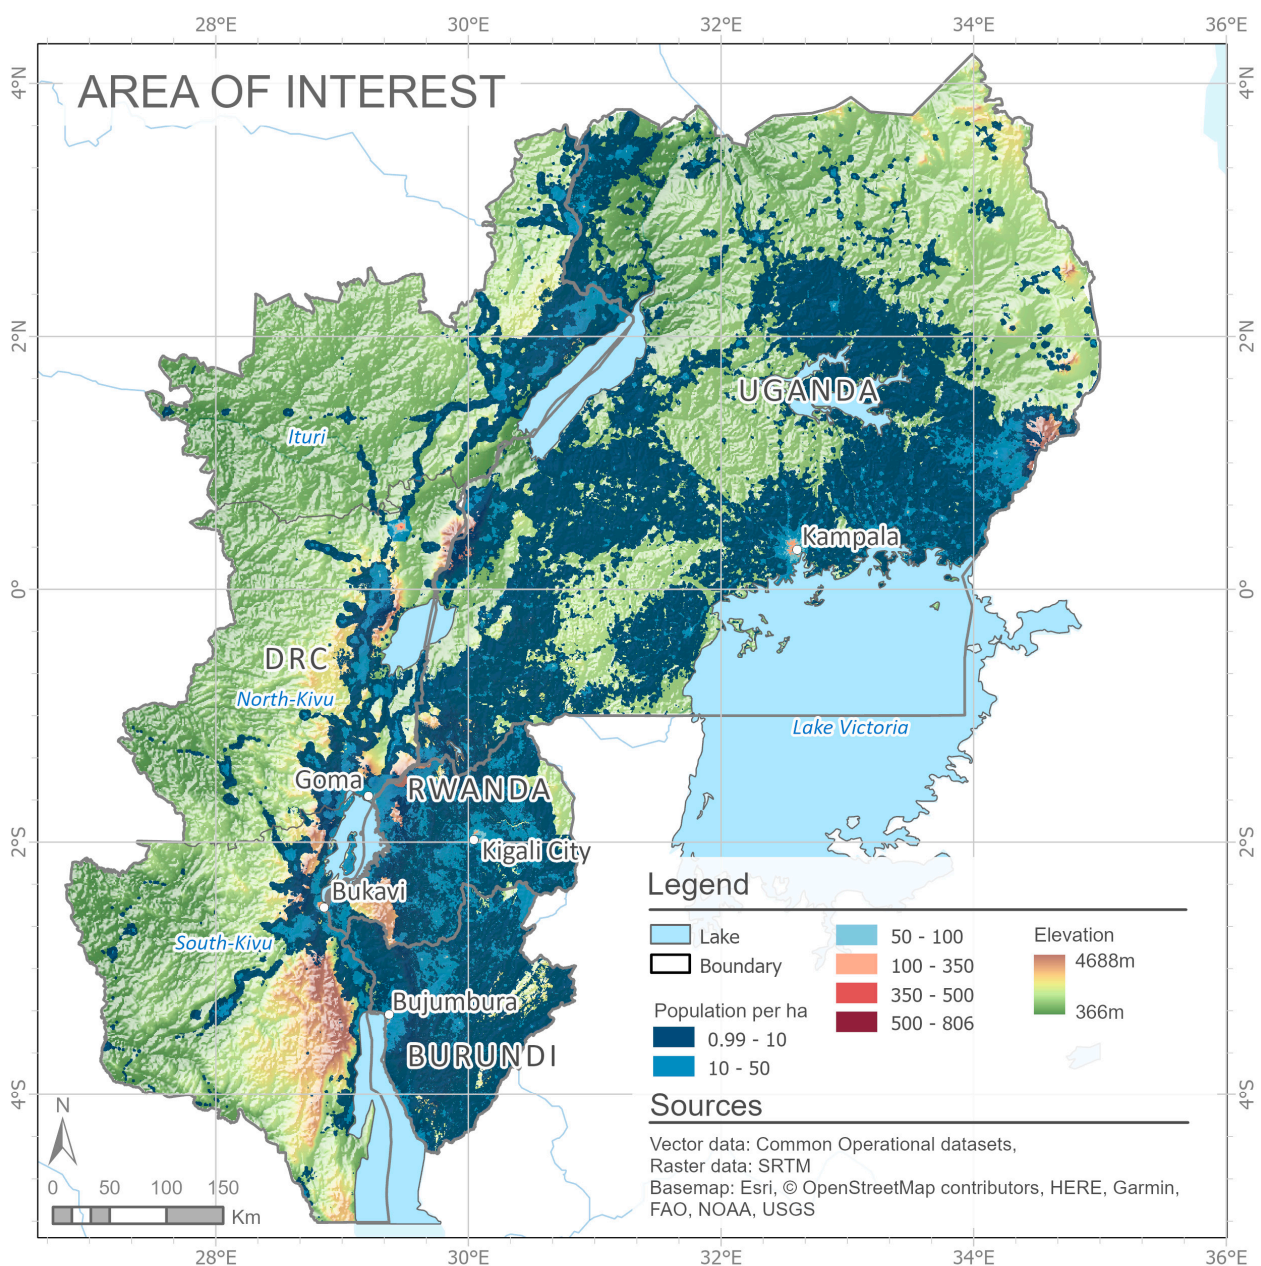 28°E 30°E 32°E 34°E 36°E
AREA OF INTEREST
4°N 4°N
2°N 2°N
UGANDA
Ituri
Kampala
0° 0°
DRC
North-Kivu
Lake Victoria
Goma
RWANDA
2°S 2°S
Kigali City
Bukavi
South-Kivu
Bujumbura
BURUNDI
4°S 4°S
Legend
Lake
Boundary
Population per ha
0.99 - 10
10 - 50
50 - 100
100 - 350
350 - 500
500 - 806
Elevation
4688m
366m
Sources
Vector data: Common Operational datasets,
Raster data: SRTM
Basemap: Esri, © OpenStreetMap contributors, HERE, Garmin,
FAO, NOAA, USGS
N
0 50 100 150
Km
28°E 30°E 32°E 34°E 36°E